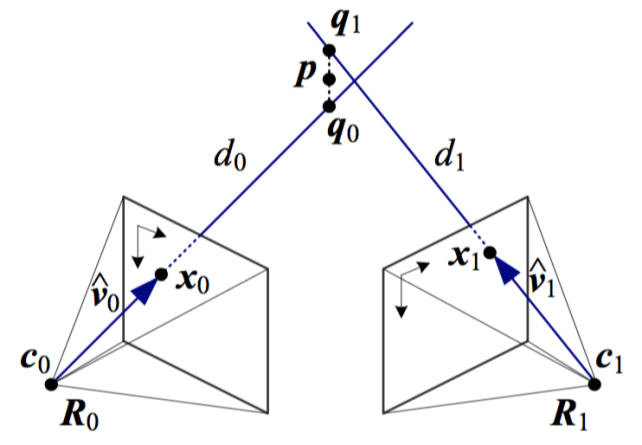 q₁
p
q₀
d₀
d₁
v̂₀
x₀
x₁
v̂₁
c₀
c₁
R₀
R₁